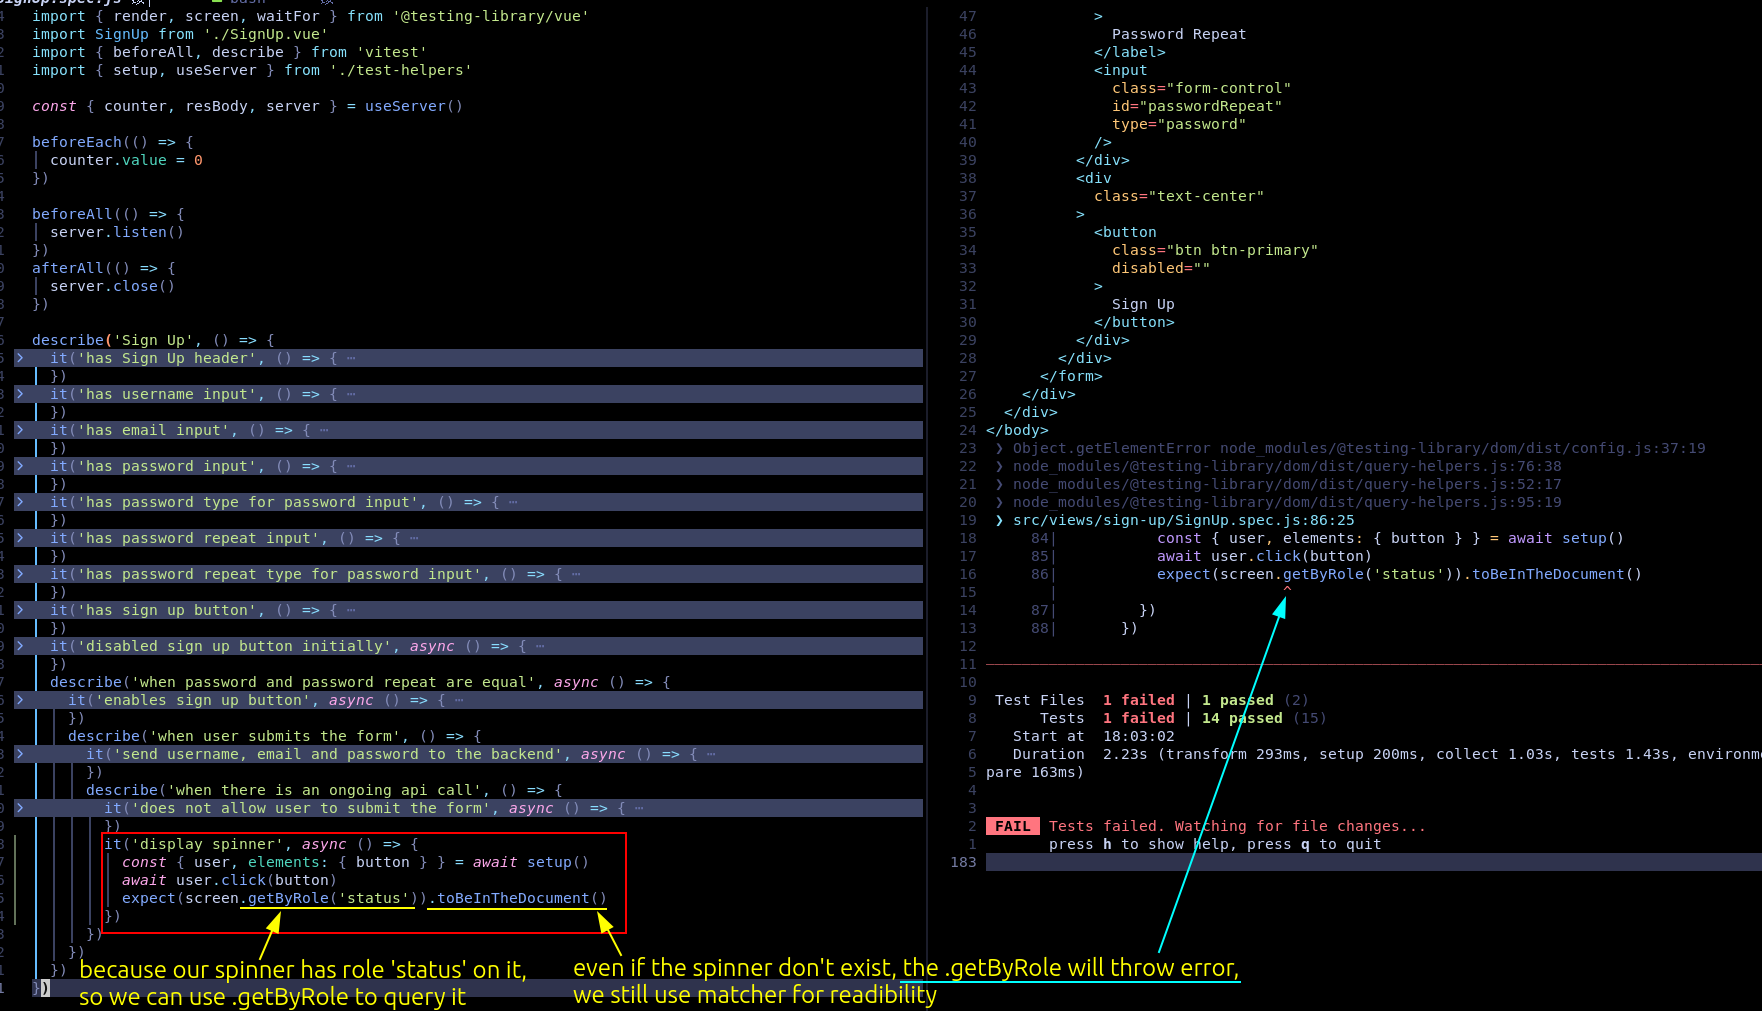 SignUp.spec.js
bash
import { render, screen, waitFor } from '@testing-library/vue'
import SignUp from './SignUp.vue'
import { beforeAll, describe } from 'vitest'
import { setup, useServer } from './test-helpers'
const { counter, resBody, server } = useServer()
beforeEach(() => {
counter.value = 0
})
beforeAll(() => {
server.listen()
})
afterAll(() => {
server.close()
})
describe('Sign Up', () => {
> it('has Sign Up header', () => { ⋯
})
> it('has username input', () => { ⋯
})
> it('has email input', () => { ⋯
})
> it('has password input', () => { ⋯
})
> it('has password type for password input', () => { ⋯
})
> it('has password repeat input', () => { ⋯
})
> it('has password repeat type for password input', () => { ⋯
})
> it('has sign up button', () => { ⋯
})
> it('disabled sign up button initially', async () => { ⋯
})
describe('when password and password repeat are equal', async () => {
> it('enables sign up button', async () => { ⋯
})
describe('when user submits the form', () => {
> it('send username, email and password to the backend', async () => { ⋯
})
describe('when there is an ongoing api call', () => {
> it('does not allow user to submit the form', async () => { ⋯
})
it('display spinner', async () => {
const { user, elements: { button } } = await setup()
await user.click(button)
expect(screen.getByRole('status')).toBeInTheDocument()
})
})
})
})
})
because our spinner has role 'status' on it,
so we can use .getByRole to query it
even if the spinner don't exist, the .getByRole will throw error,
we still use matcher for readibility
47 >
46 Password Repeat
45 </label>
44 <input
43 class="form-control"
42 id="passwordRepeat"
41 type="password"
40 />
39 </div>
38 <div
37 class="text-center"
36 >
35 <button
34 class="btn btn-primary"
33 disabled=""
32 >
31 Sign Up
30 </button>
29 </div>
28 </div>
27 </form>
26 </div>
25 </div>
24 </body>
23 ❯ Object.getElementError node_modules/@testing-library/dom/dist/config.js:37:19
22 ❯ node_modules/@testing-library/dom/dist/query-helpers.js:76:38
21 ❯ node_modules/@testing-library/dom/dist/query-helpers.js:52:17
20 ❯ node_modules/@testing-library/dom/dist/query-helpers.js:95:19
19 ❯ src/views/sign-up/SignUp.spec.js:86:25
18 84| const { user, elements: { button } } = await setup()
17 85| await user.click(button)
16 86| expect(screen.getByRole('status')).toBeInTheDocument()
15 | ^
14 87| })
13 88| })
12
11
10
9 Test Files 1 failed | 1 passed (2)
8 Tests 1 failed | 14 passed (15)
7 Start at 18:03:02
6 Duration 2.23s (transform 293ms, setup 200ms, collect 1.03s, tests 1.43s, environme
5 pare 163ms)
4
3
2 FAIL Tests failed. Watching for file changes...
1 press h to show help, press q to quit
183